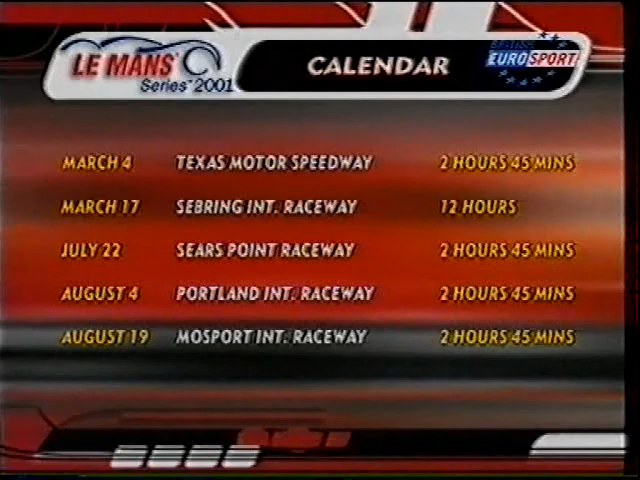 LE MANS
Series™ 2001
CALENDAR
BRITISH
EUROSPORT
MARCH 4 TEXAS MOTOR SPEEDWAY 2 HOURS 45 MINS
MARCH 17 SEBRING INT. RACEWAY 12 HOURS
JULY 22 SEARS POINT RACEWAY 2 HOURS 45 MINS
AUGUST 4 PORTLAND INT. RACEWAY 2 HOURS 45 MINS
AUGUST 19 MOSPORT INT. RACEWAY 2 HOURS 45 MINS